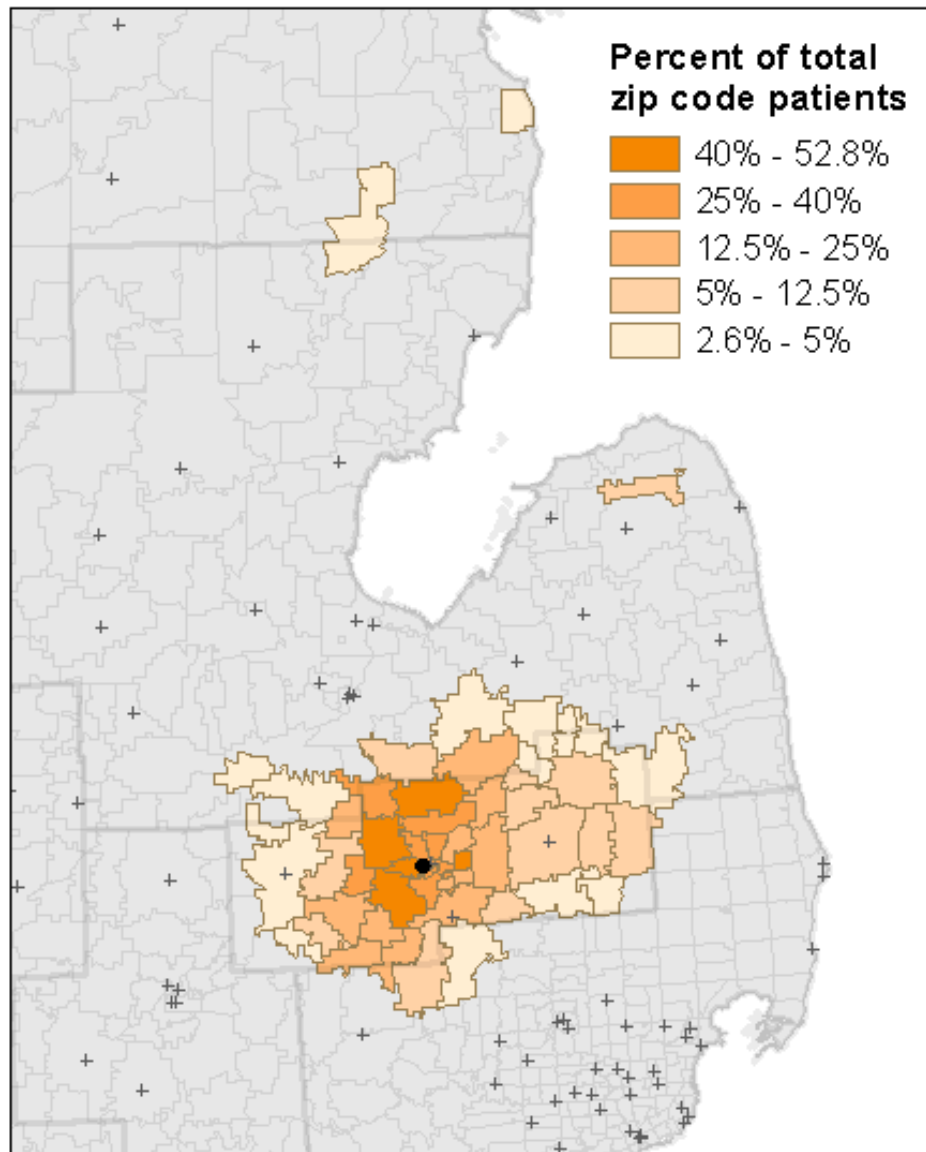 Percent of total
zip code patients
40% - 52.8%
25% - 40%
12.5% - 25%
5% - 12.5%
2.6% - 5%